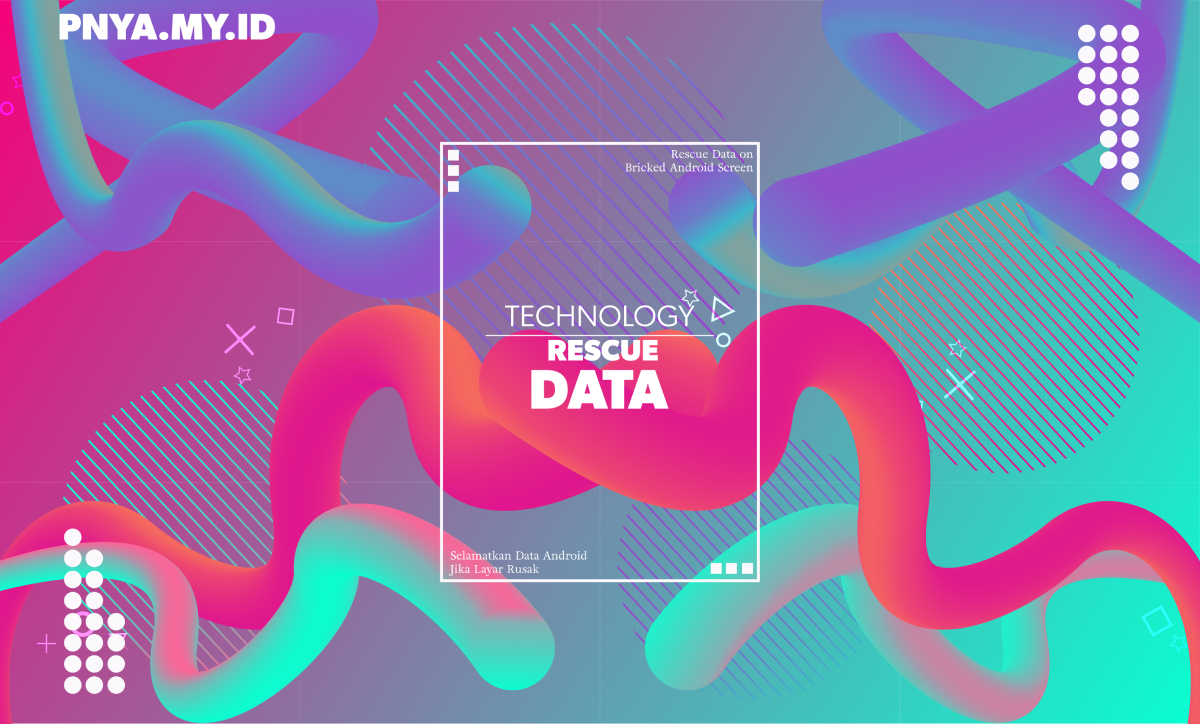 PNYA.MY.ID
Rescue Data on
Bricked Android Screen
TECHNOLOGY
RESCUE
DATA
Selamatkan Data Android
Jika Layar Rusak